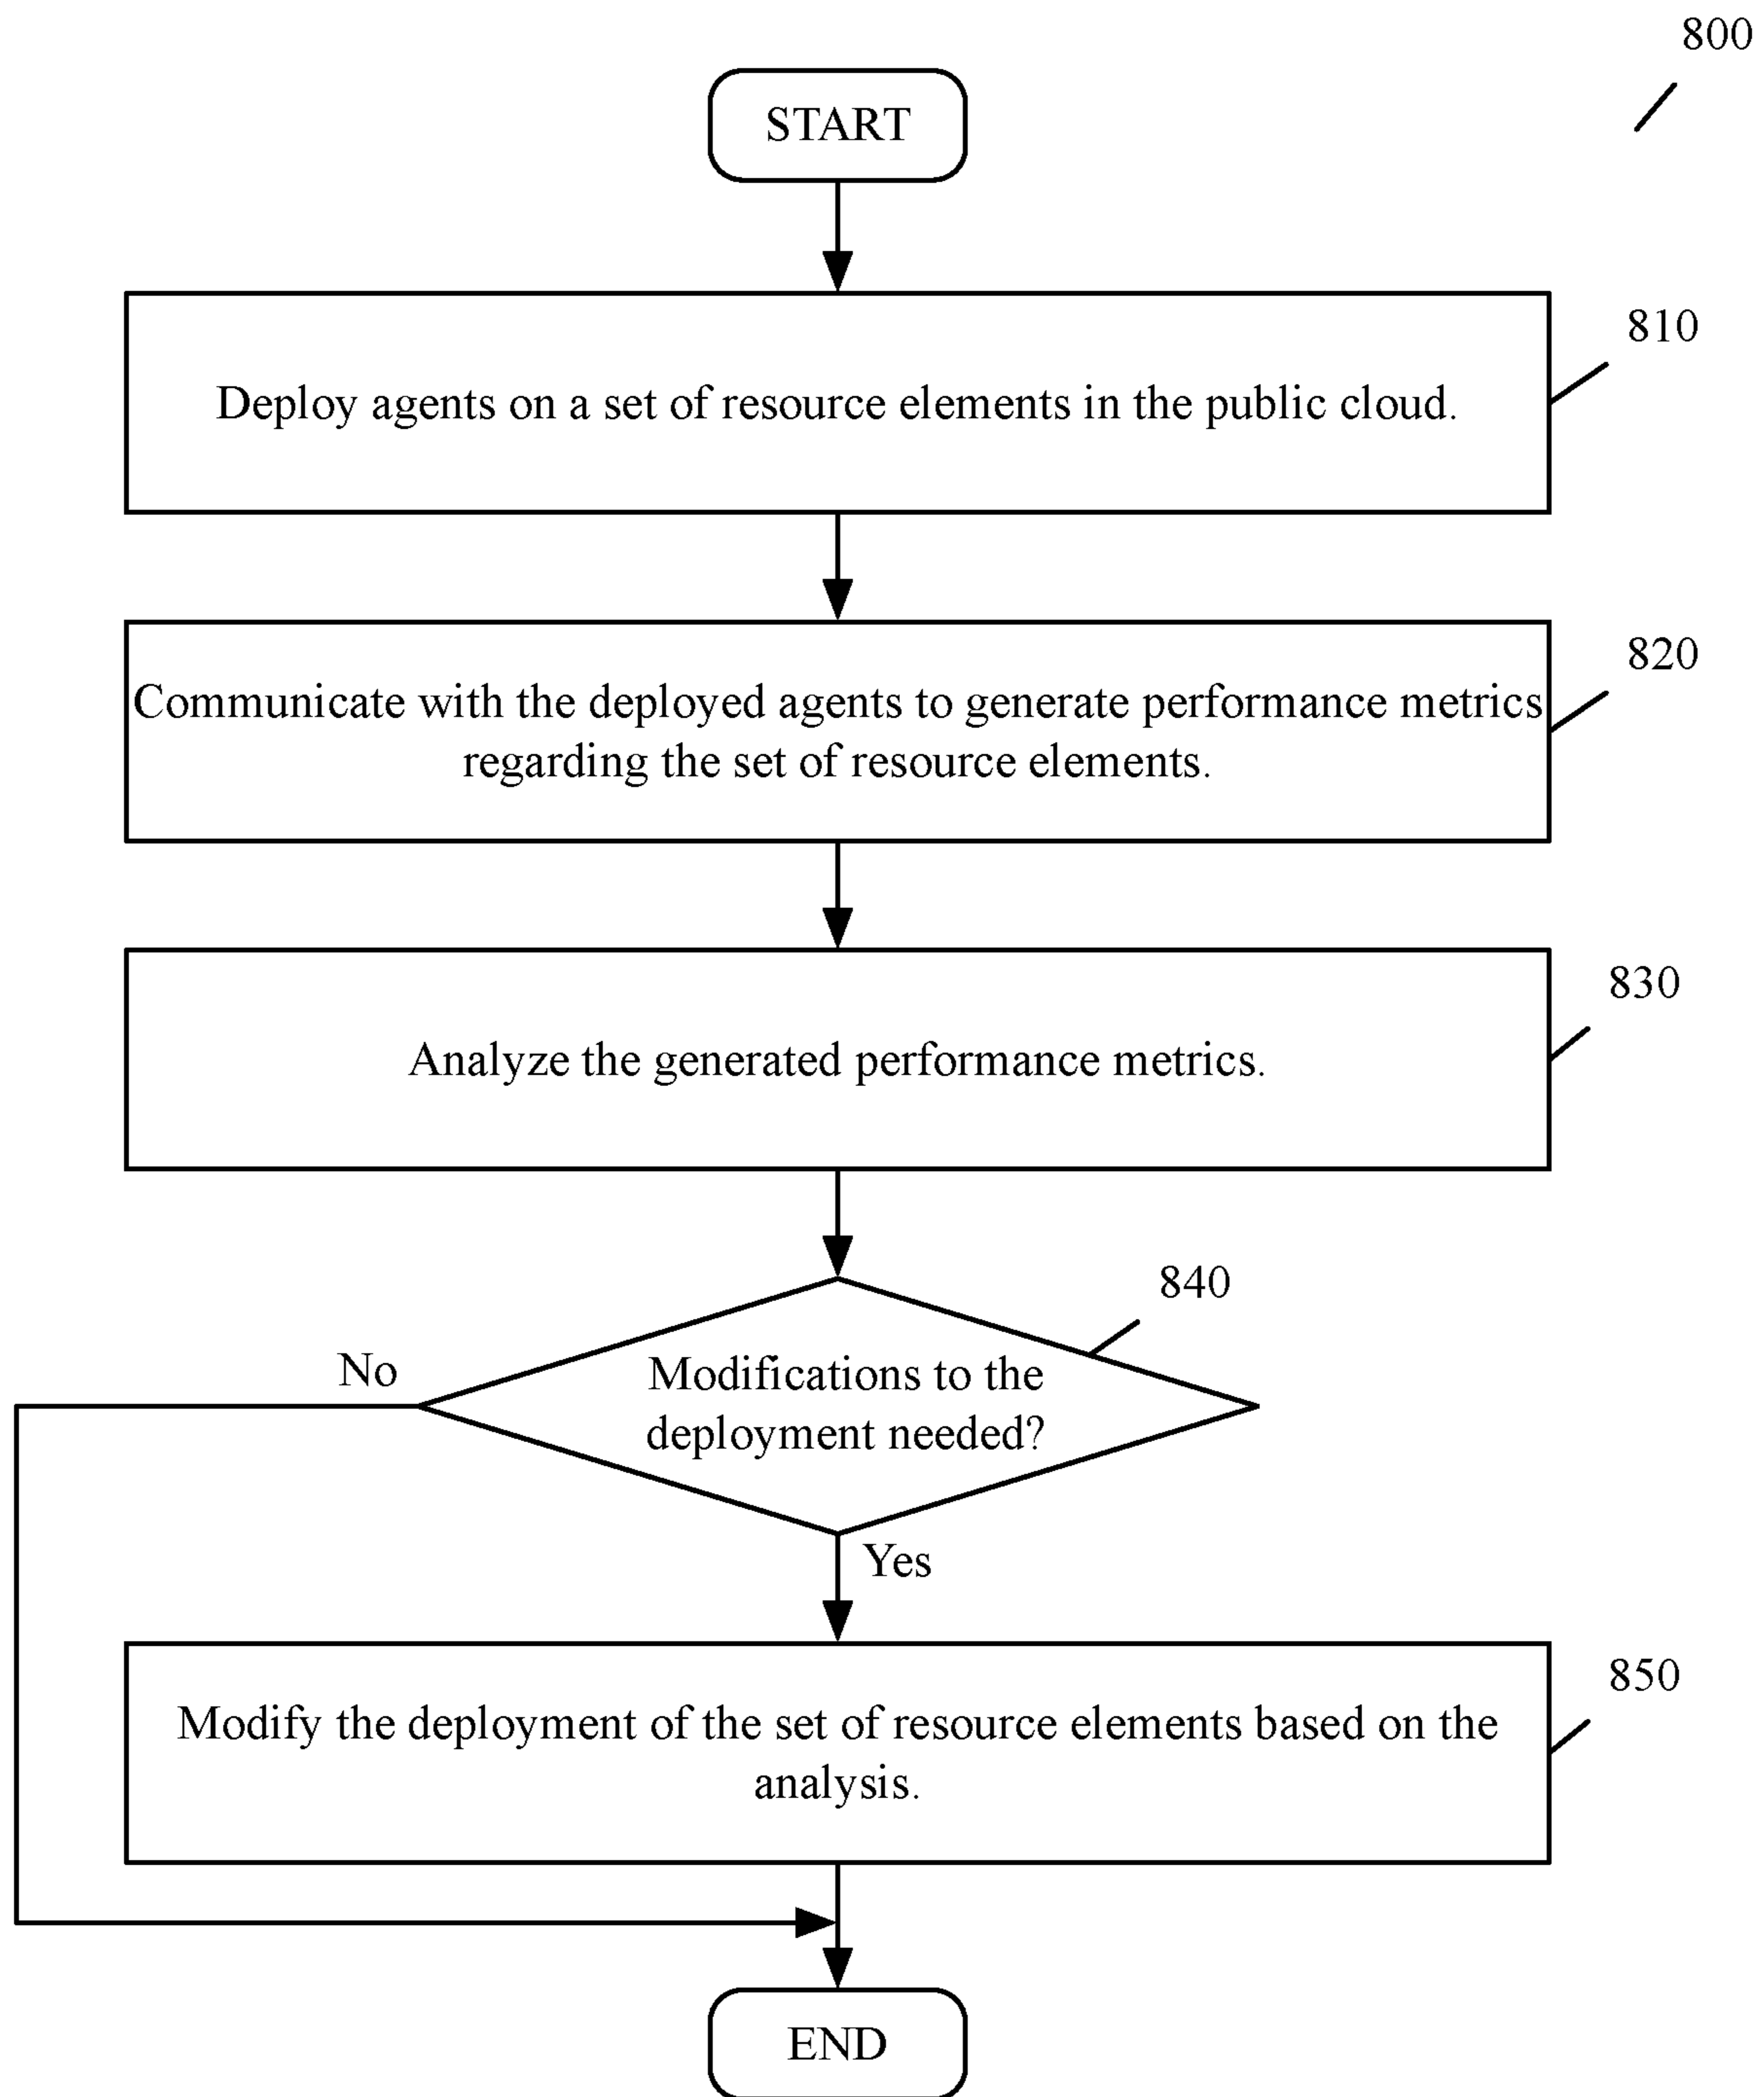 800
START
810
Deploy agents on a set of resource elements in the public cloud.
820
Communicate with the deployed agents to generate performance metrics
regarding the set of resource elements.
830
Analyze the generated performance metrics.
840
No
Modifications to the
deployment needed?
Yes
850
Modify the deployment of the set of resource elements based on the
analysis.
END